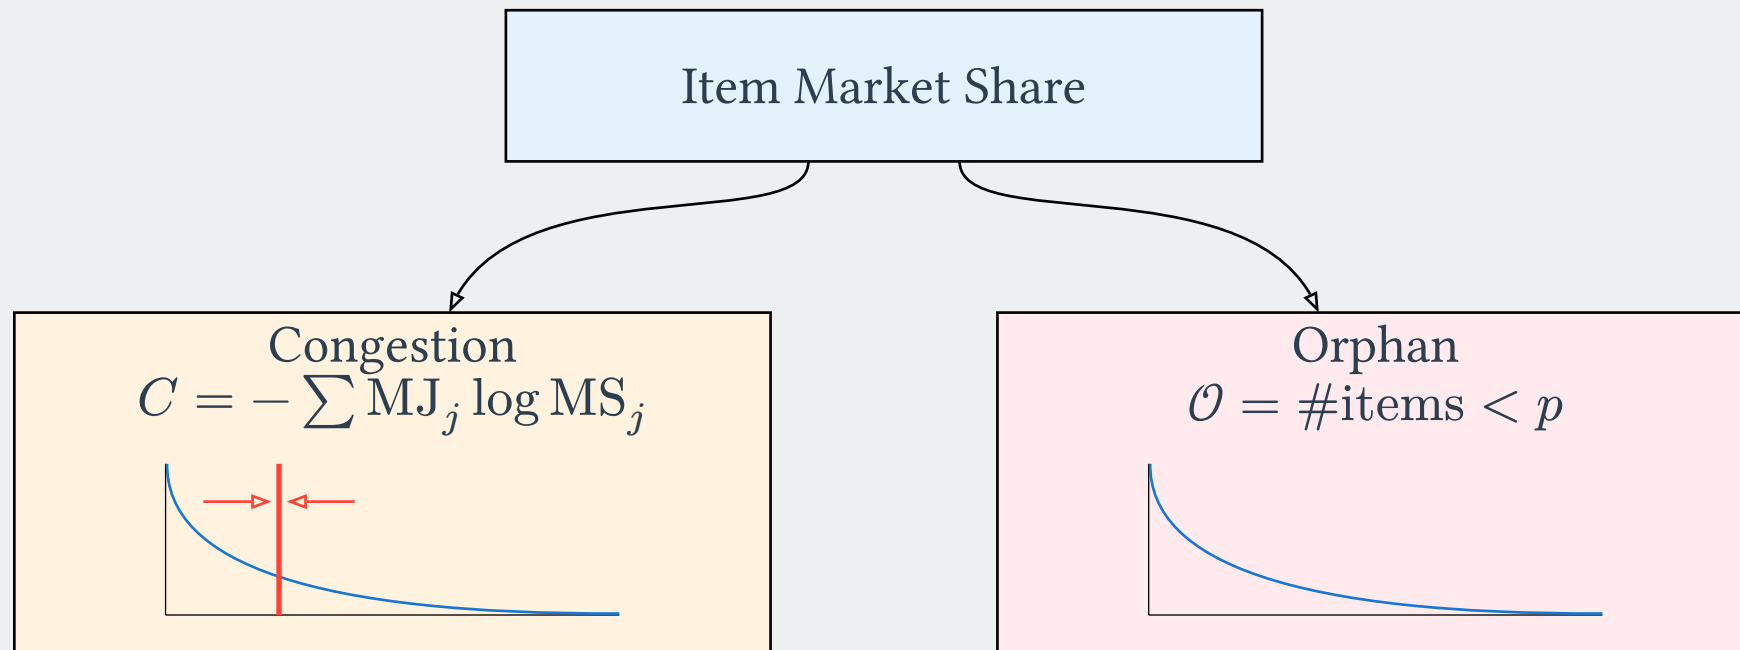 Item Market Share
Congestion
C = − ∑ MJ_j log MS_j
Orphan
𝒪 = #items < p